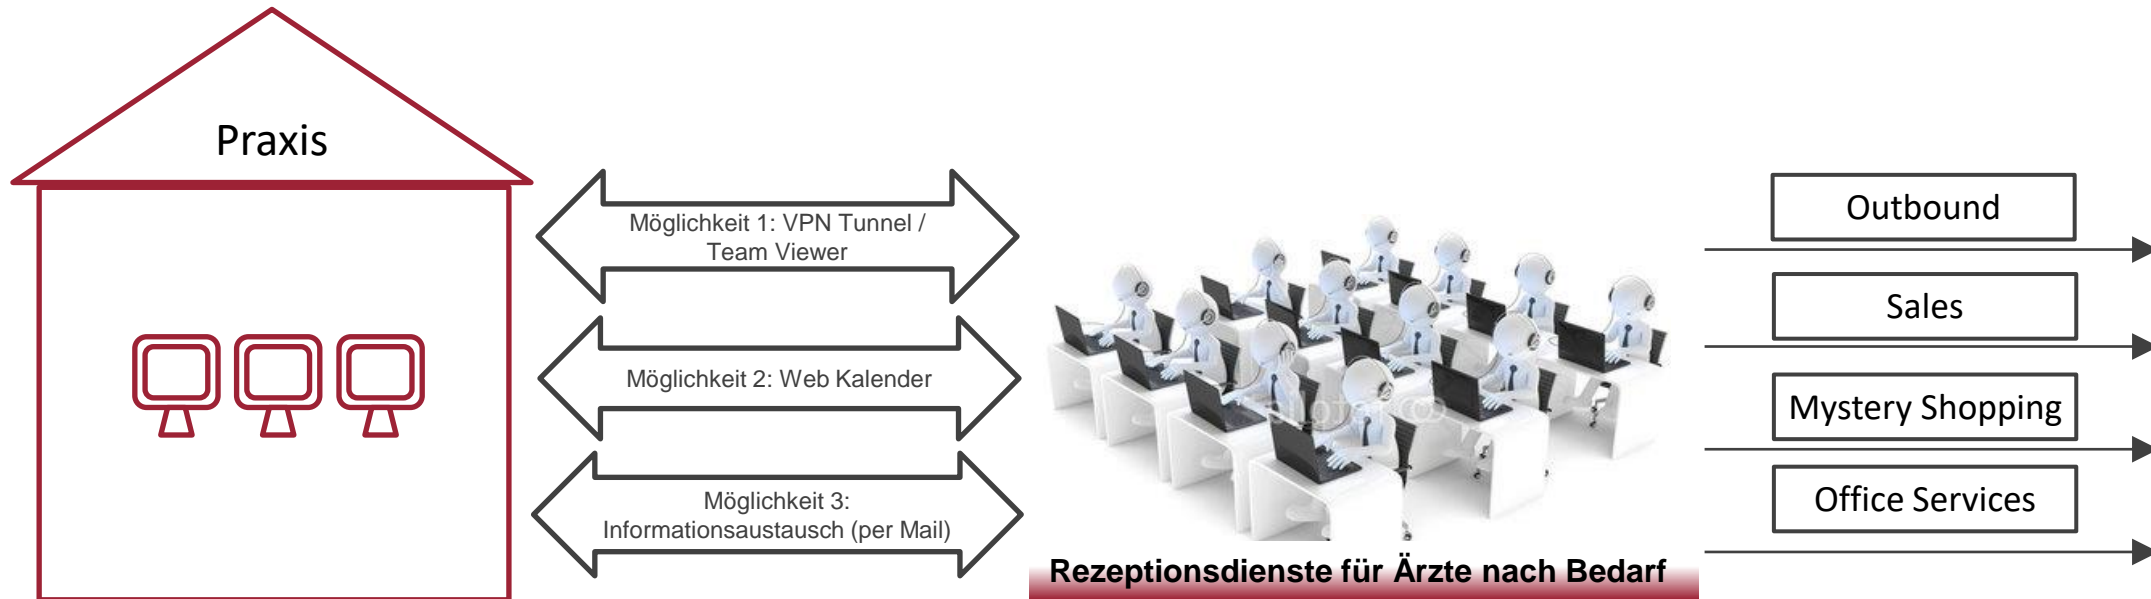 Praxis
Möglichkeit 1: VPN Tunnel /
Team Viewer
Möglichkeit 2: Web Kalender
Möglichkeit 3:
Informationsaustausch (per Mail)
Rezeptionsdienste für Ärzte nach Bedarf
Outbound
Sales
Mystery Shopping
Office Services